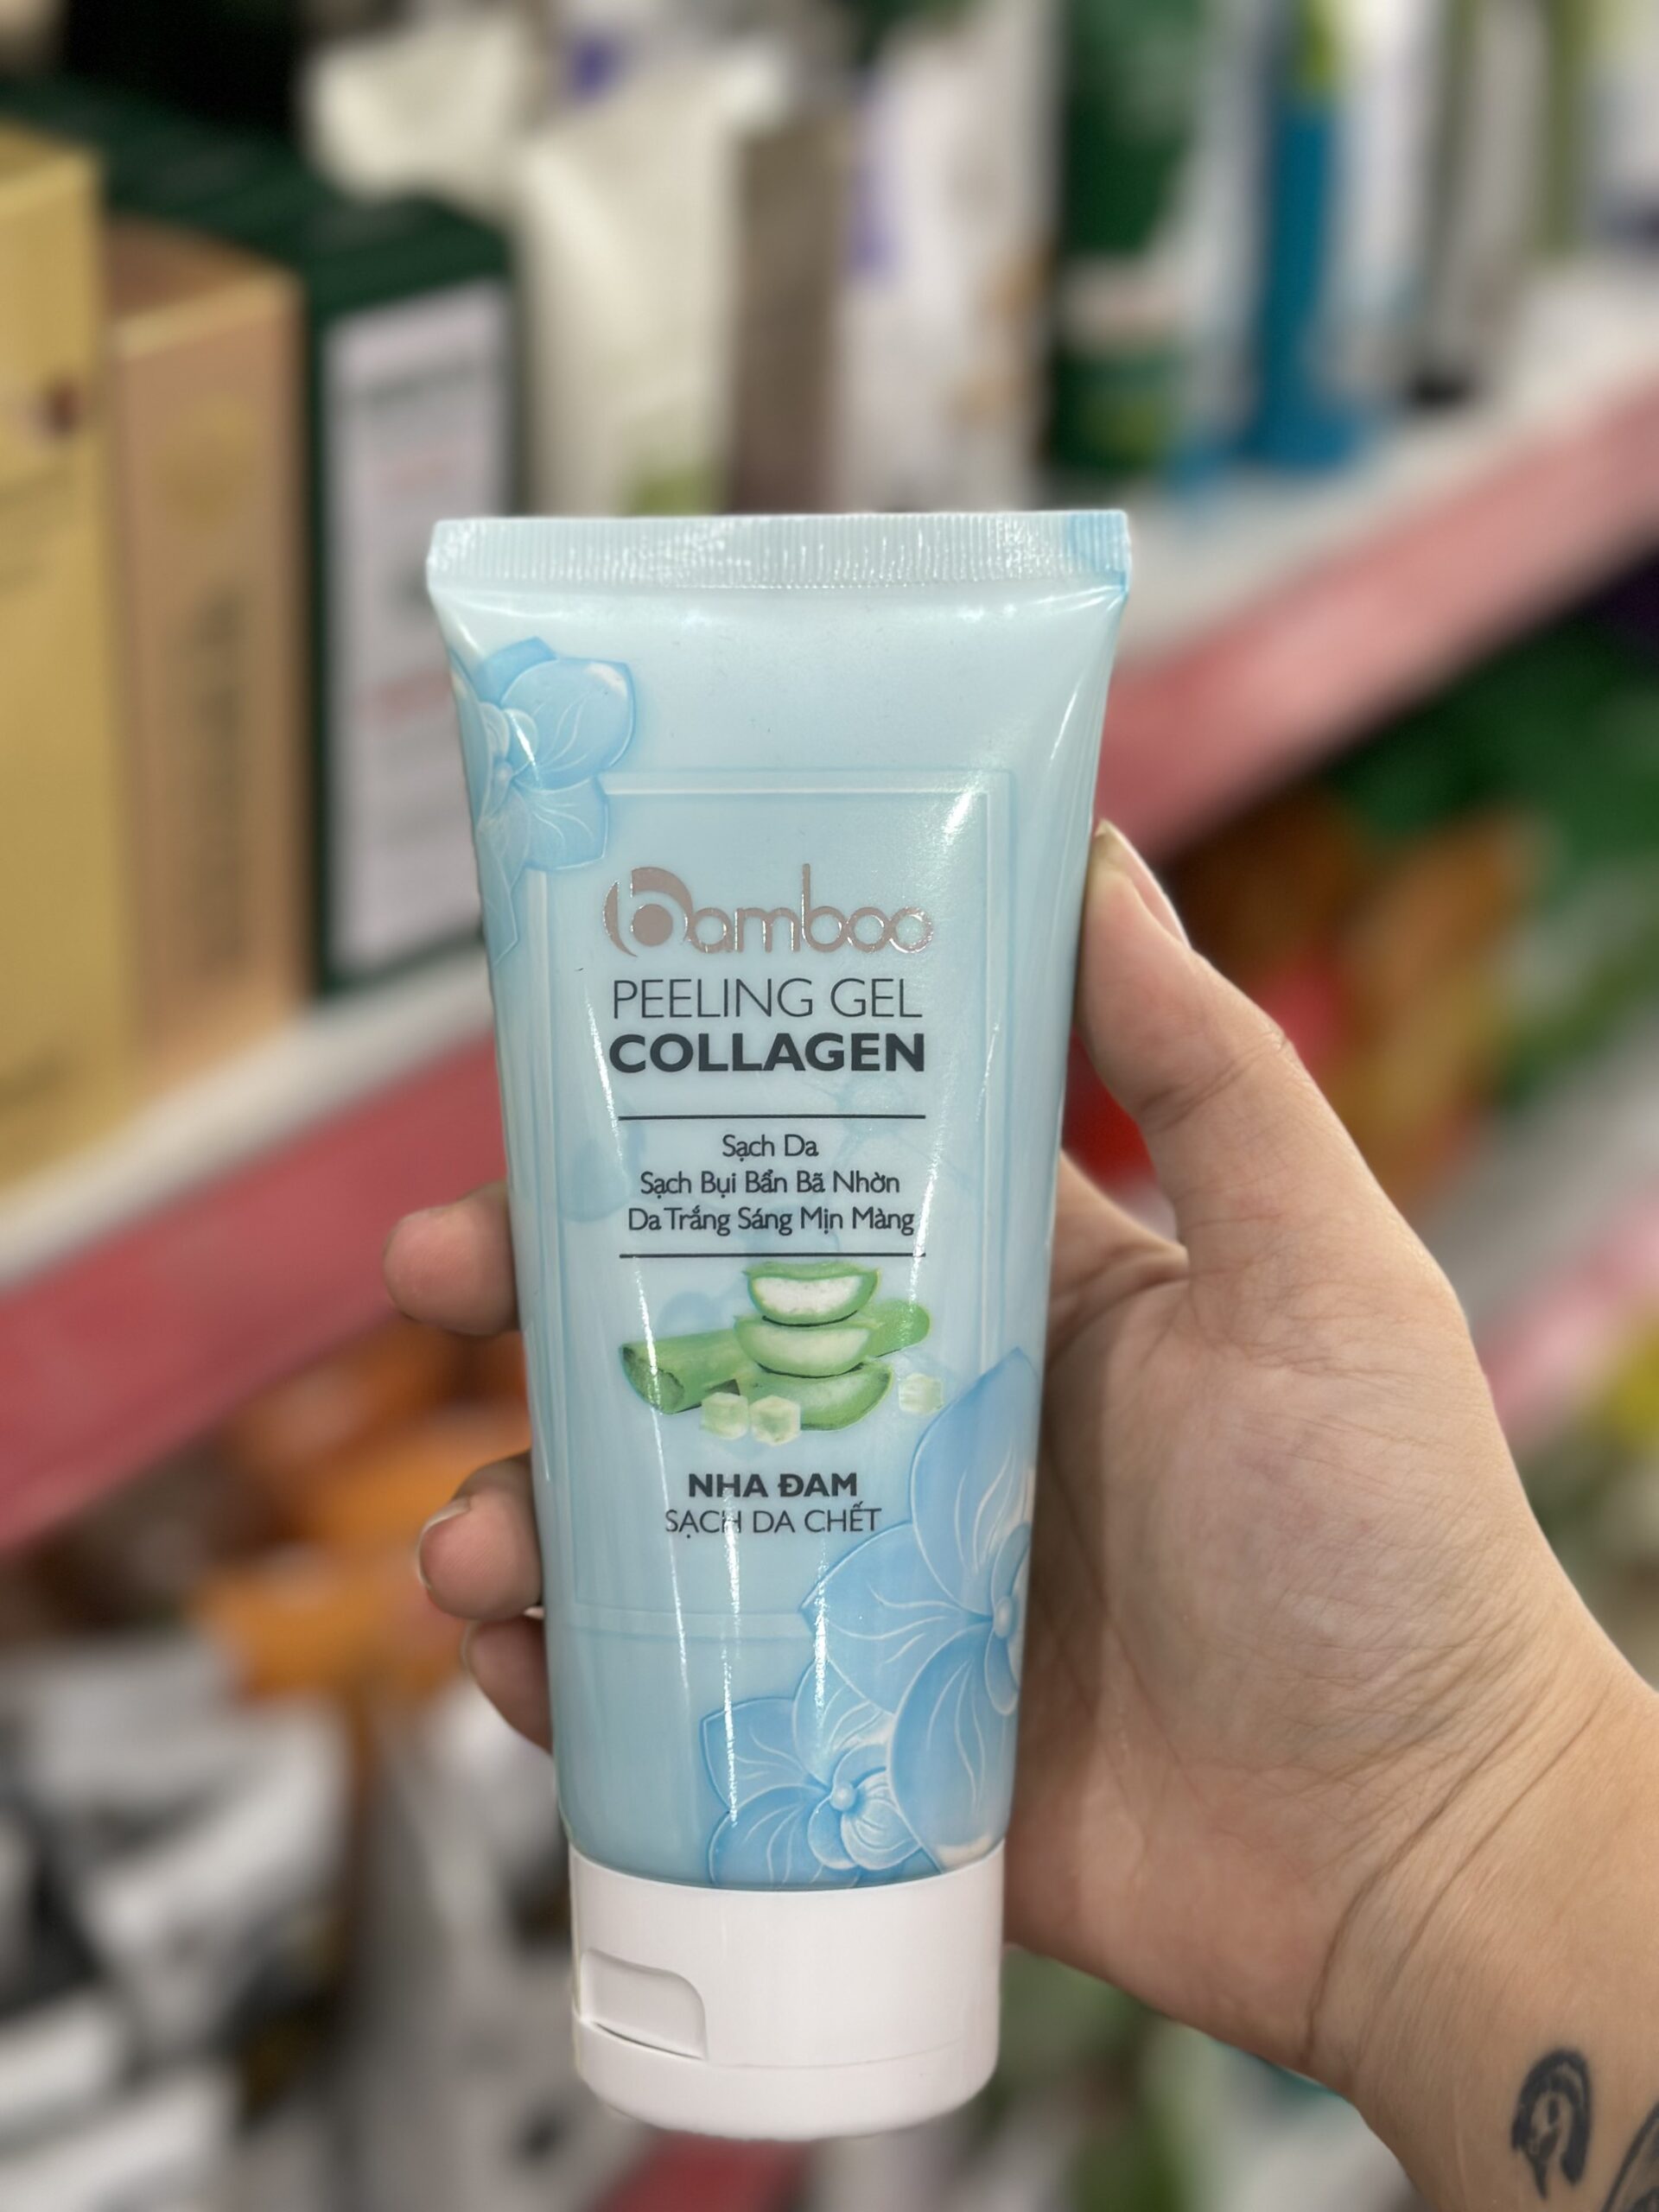 bamboo
PEELING GEL
COLLAGEN
Sạch Da
Sạch Bụi Bẩn Bã Nhờn
Da Trắng Sáng Mịn Màng
NHA ĐAM
SẠCH DA CHẾT